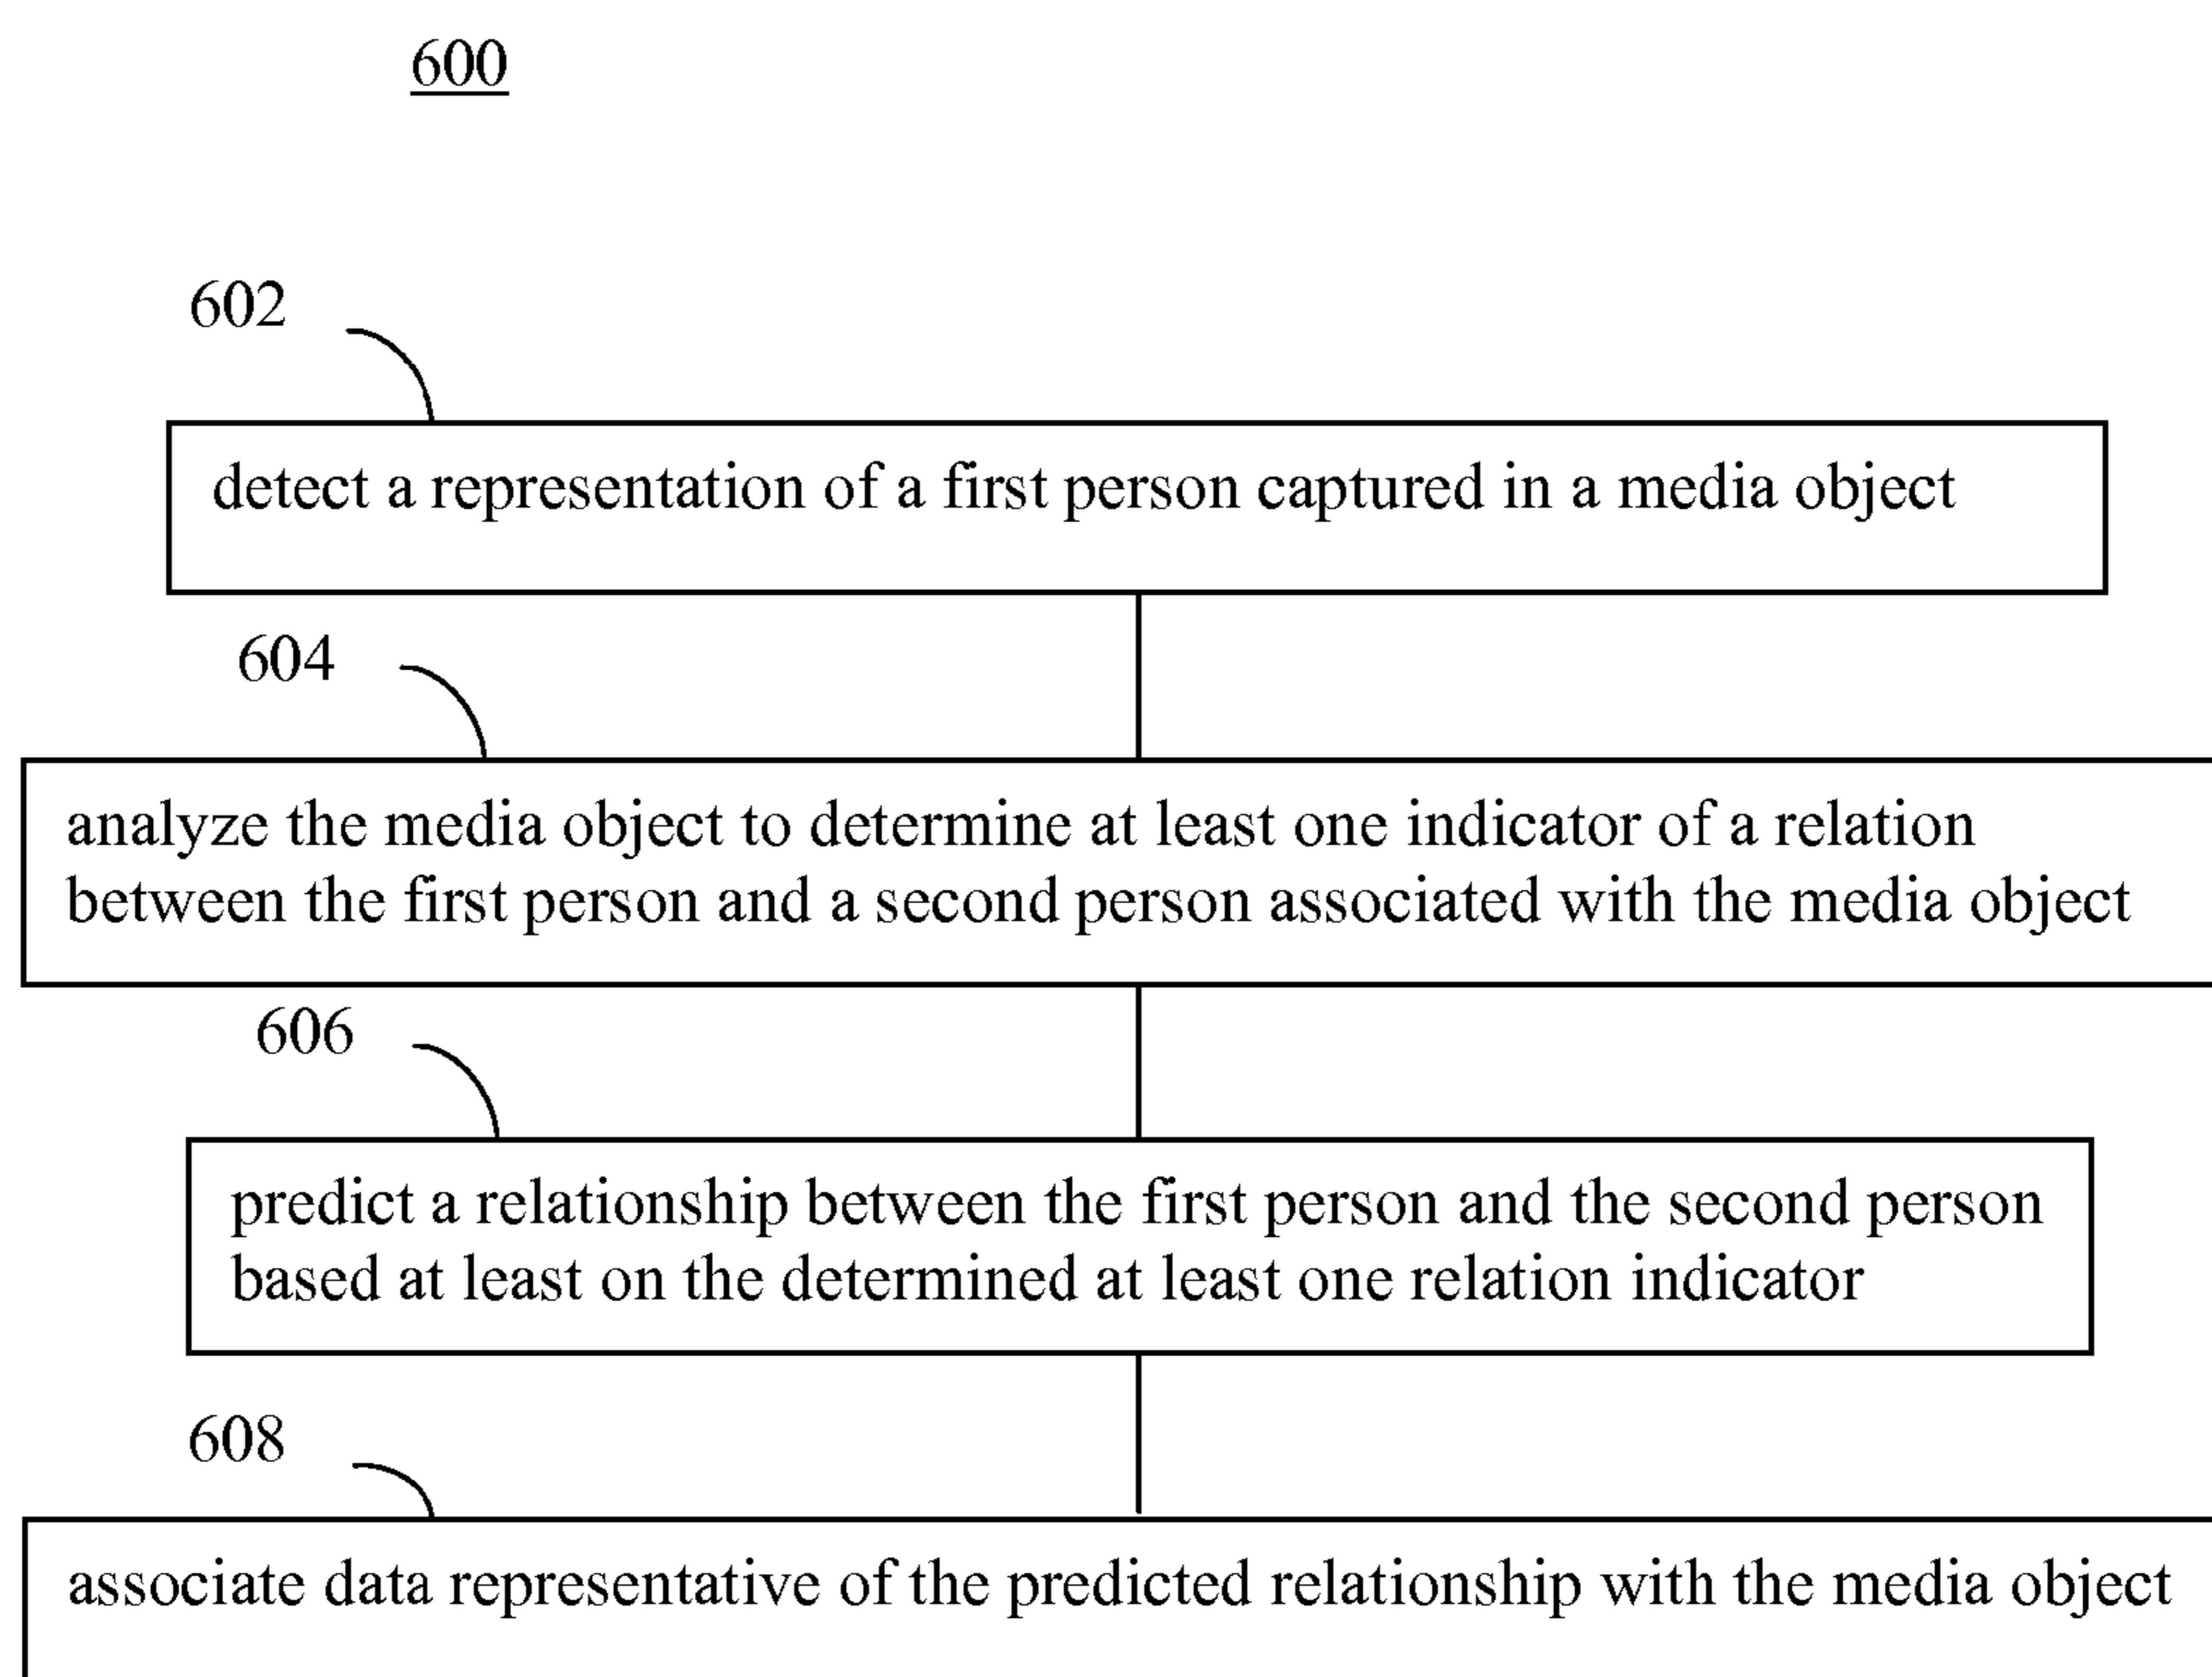 600
602
detect a representation of a first person captured in a media object
604
analyze the media object to determine at least one indicator of a relation
between the first person and a second person associated with the media object
606
predict a relationship between the first person and the second person
based at least on the determined at least one relation indicator
608
associate data representative of the predicted relationship with the media object